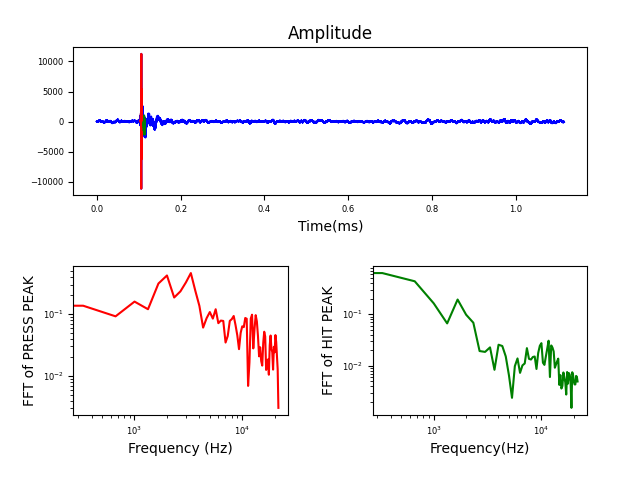 Amplitude
10000
5000
0
−5000
−10000
0.0 0.2 0.4 0.6 0.8 1.0
Time(ms)
FFT of PRESS PEAK
10⁻¹
10⁻²
10³ 10⁴
Frequency (Hz)
FFT of HIT PEAK
10⁻¹
10⁻²
10³ 10⁴
Frequency(Hz)